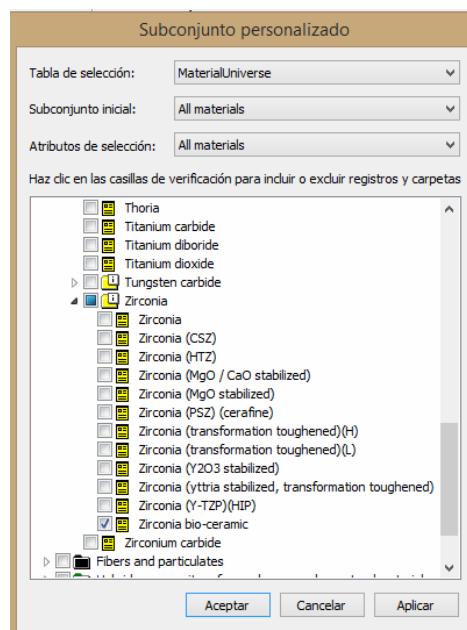 Subconjunto personalizado
Tabla de selección: MaterialUniverse
Subconjunto inicial: All materials
Atributos de selección: All materials
Haz clic en las casillas de verificación para incluir o excluir registros y carpetas
Thoria
Titanium carbide
Titanium diboride
Titanium dioxide
Tungsten carbide
Zirconia
Zirconia
Zirconia (CSZ)
Zirconia (HTZ)
Zirconia (MgO / CaO stabilized)
Zirconia (MgO stabilized)
Zirconia (PSZ) (cerafine)
Zirconia (transformation toughened)(H)
Zirconia (transformation toughened)(L)
Zirconia (Y2O3 stabilized)
Zirconia (yttria stabilized, transformation toughened)
Zirconia (Y-TZP)(HIP)
Zirconia bio-ceramic
Zirconium carbide
Fibers and particulates
Aceptar Cancelar Aplicar